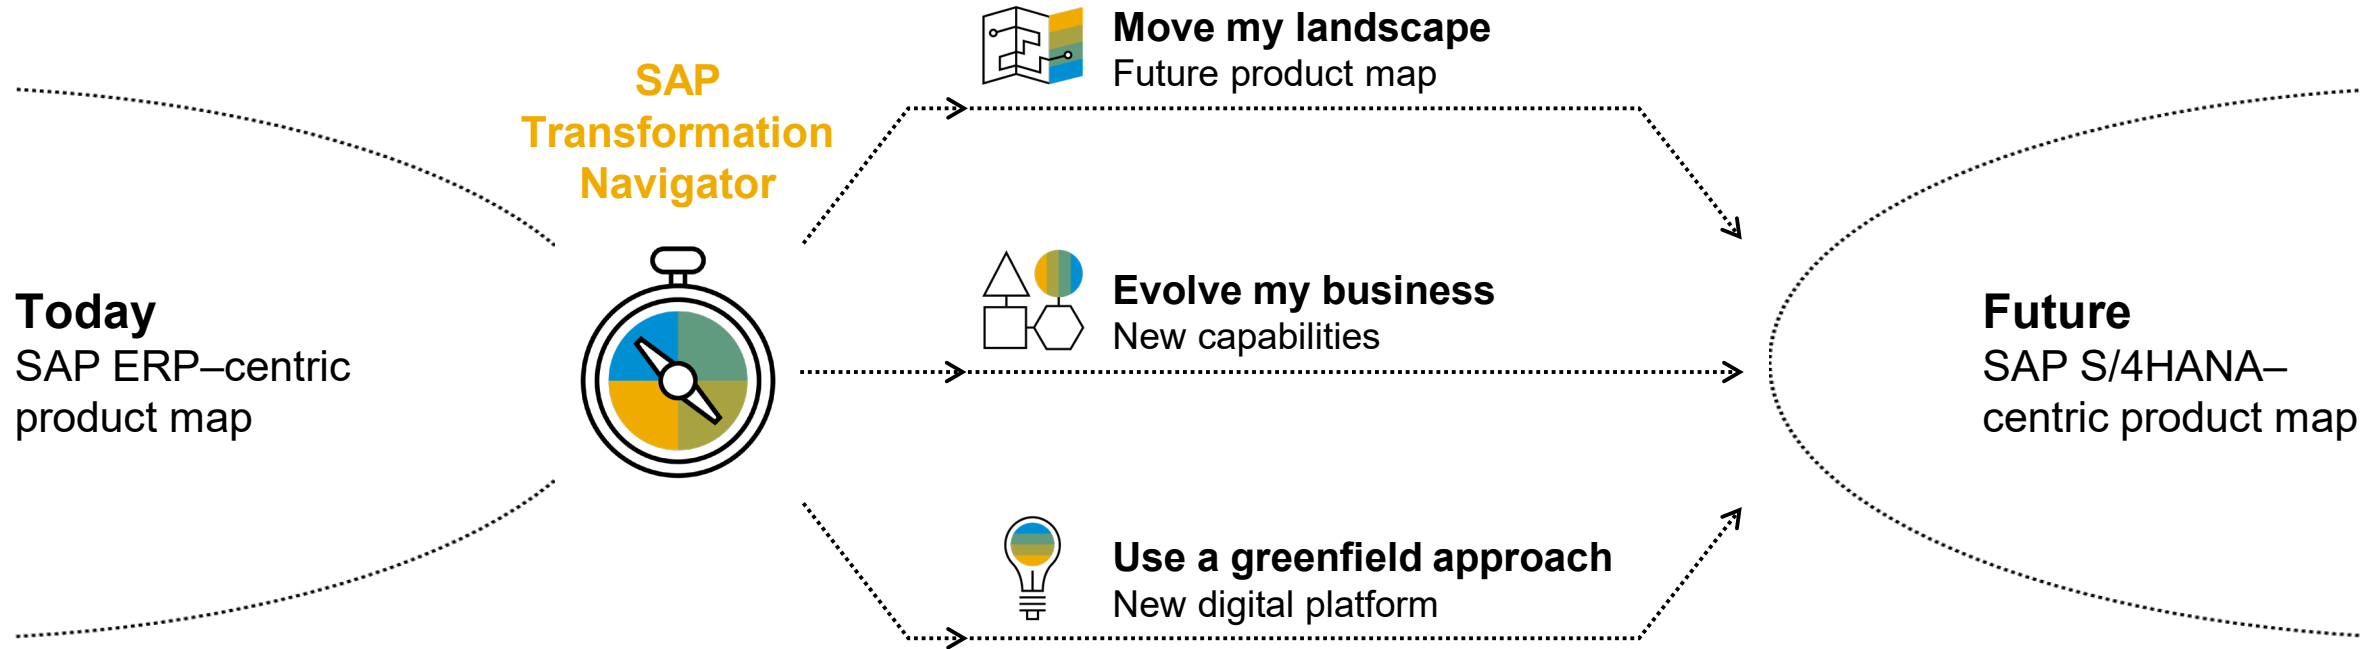 Today
SAP ERP–centric
product map
SAP
Transformation
Navigator
Move my landscape
Future product map
Evolve my business
New capabilities
Use a greenfield approach
New digital platform
Future
SAP S/4HANA–
centric product map